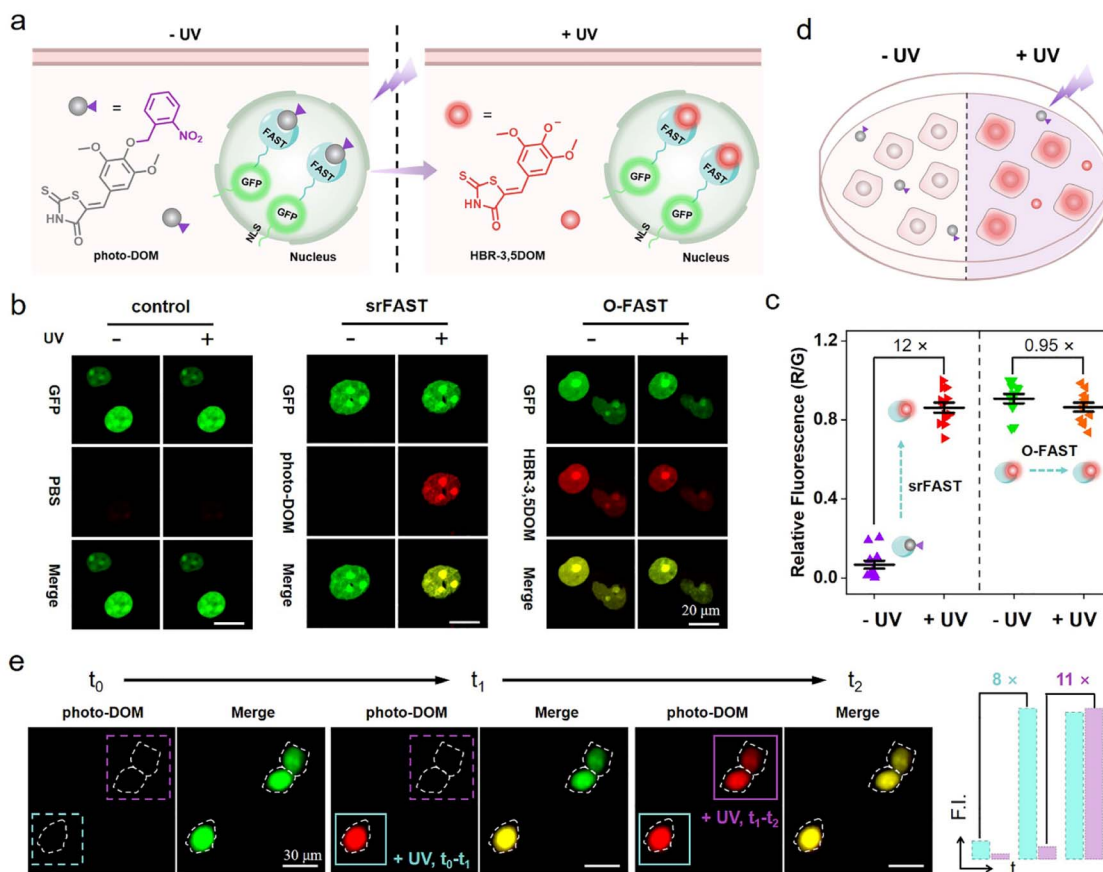 a
- UV
+ UV
=
NO₂
O
O
O
S
S
HN
O
photo-DOM
FAST
FAST
GFP
GFP
NLS
Nucleus
=
O⁻
O
O
S
S
HN
O
HBR-3,5DOM
FAST
FAST
GFP
GFP
NLS
Nucleus
d
- UV
+ UV
b
control
srFAST
O-FAST
UV
-
+
-
+
-
+
GFP
GFP
GFP
PBS
photo-DOM
HBR-3,5DOM
Merge
Merge
Merge
20 μm
c
Relative Fluorescence (R/G)
1.2
0.8
0.4
0.0
12 ×
0.95 ×
srFAST
O-FAST
- UV
+ UV
- UV
+ UV
e
t₀
t₁
t₂
photo-DOM
Merge
photo-DOM
Merge
photo-DOM
Merge
30 μm
+ UV, t₀-t₁
+ UV, t₁-t₂
8 ×
11 ×
F.I.
t